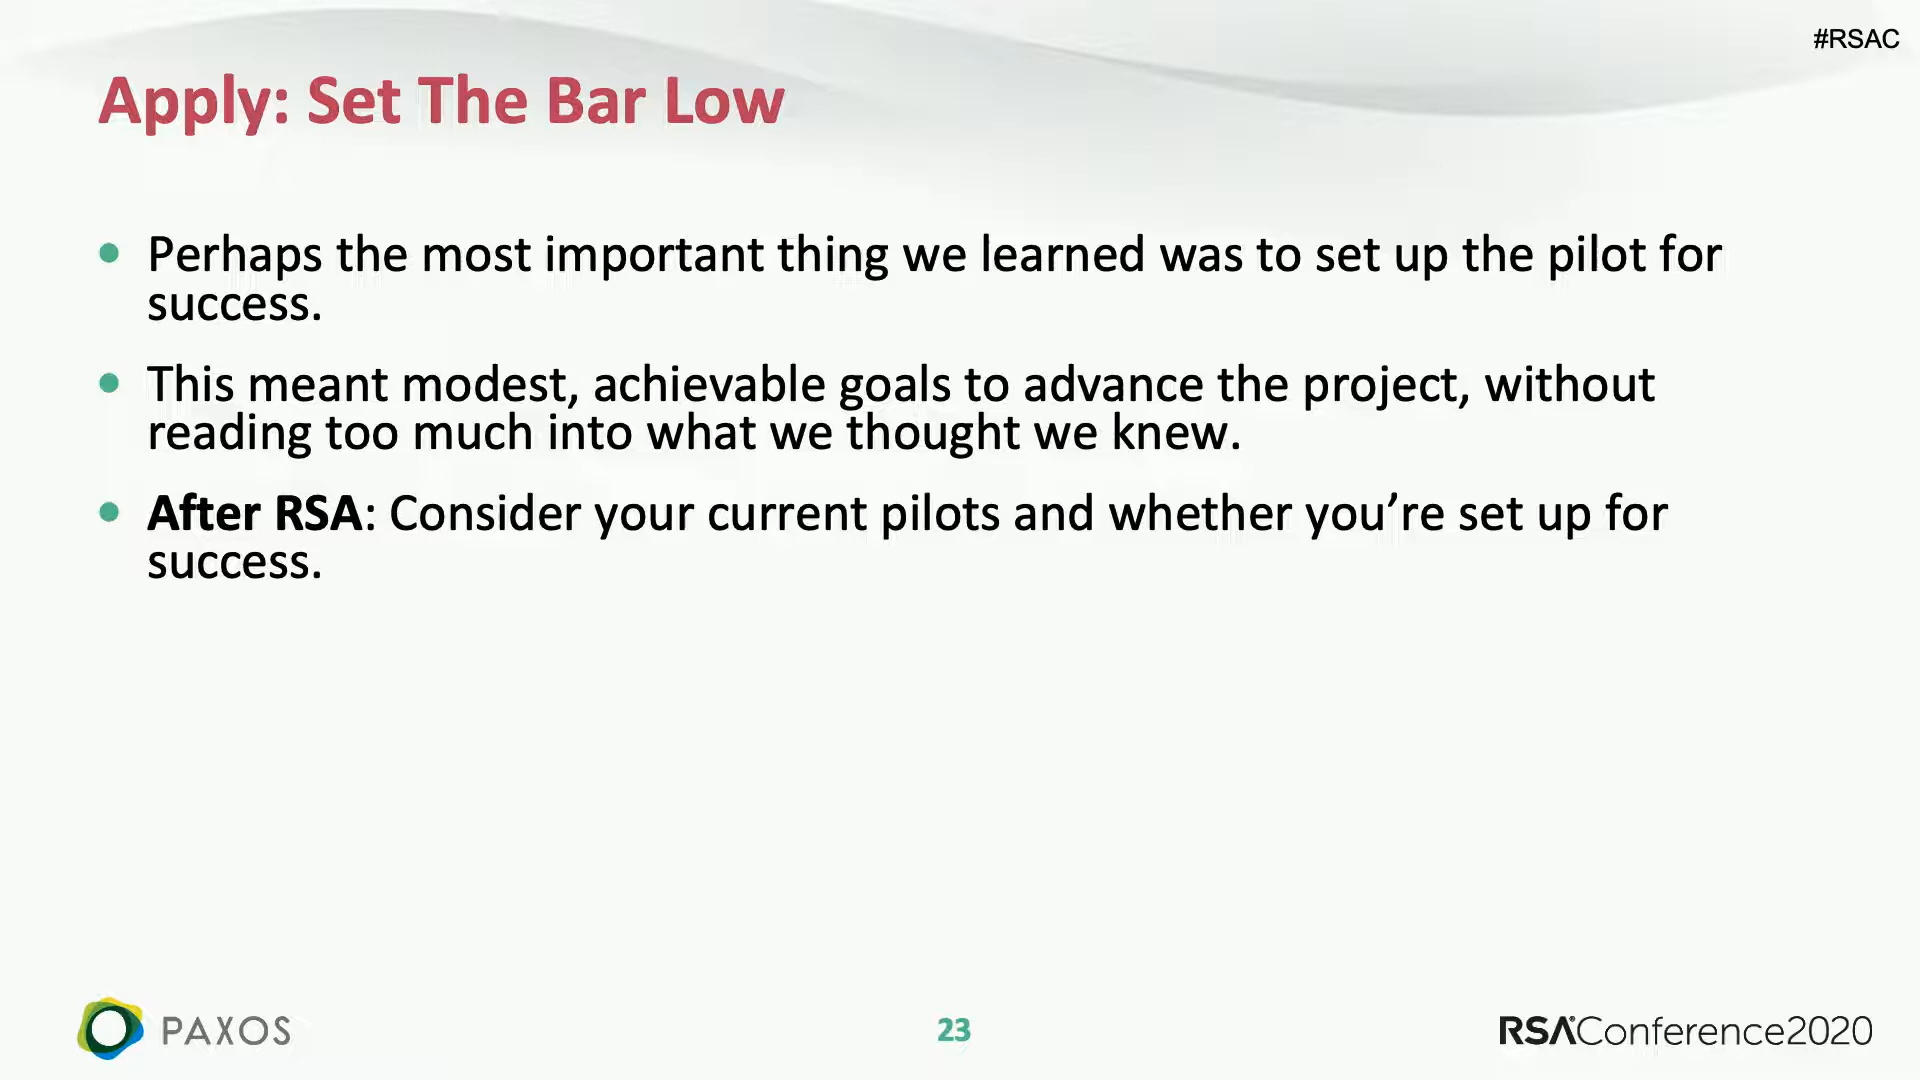 #RSAC
Apply: Set The Bar Low
• Perhaps the most important thing we learned was to set up the pilot for
success.
• This meant modest, achievable goals to advance the project, without
reading too much into what we thought we knew.
• After RSA: Consider your current pilots and whether you’re set up for
success.
PAXOS
23
RSAConference2020